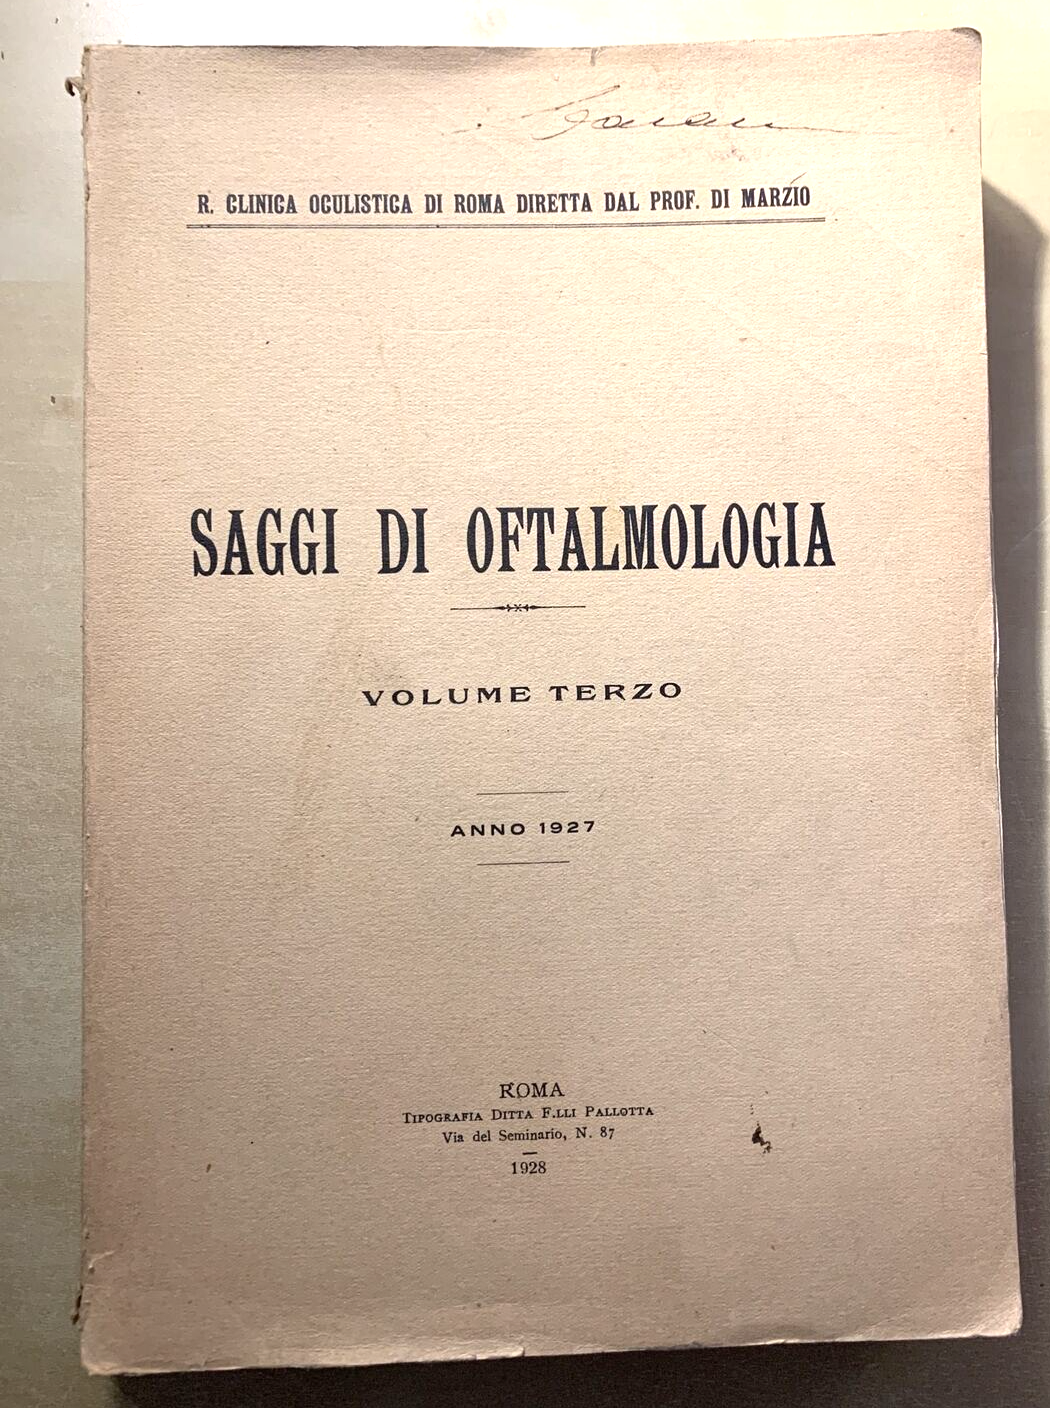 R. CLINICA OCULISTICA DI ROMA DIRETTA DAL PROF. DI MARZIO
SAGGI DI OFTALMOLOGIA
VOLUME TERZO
ANNO 1927
ROMA
TIPOGRAFIA DITTA F.LLI PALLOTTA
Via del Seminario, N. 87
1928